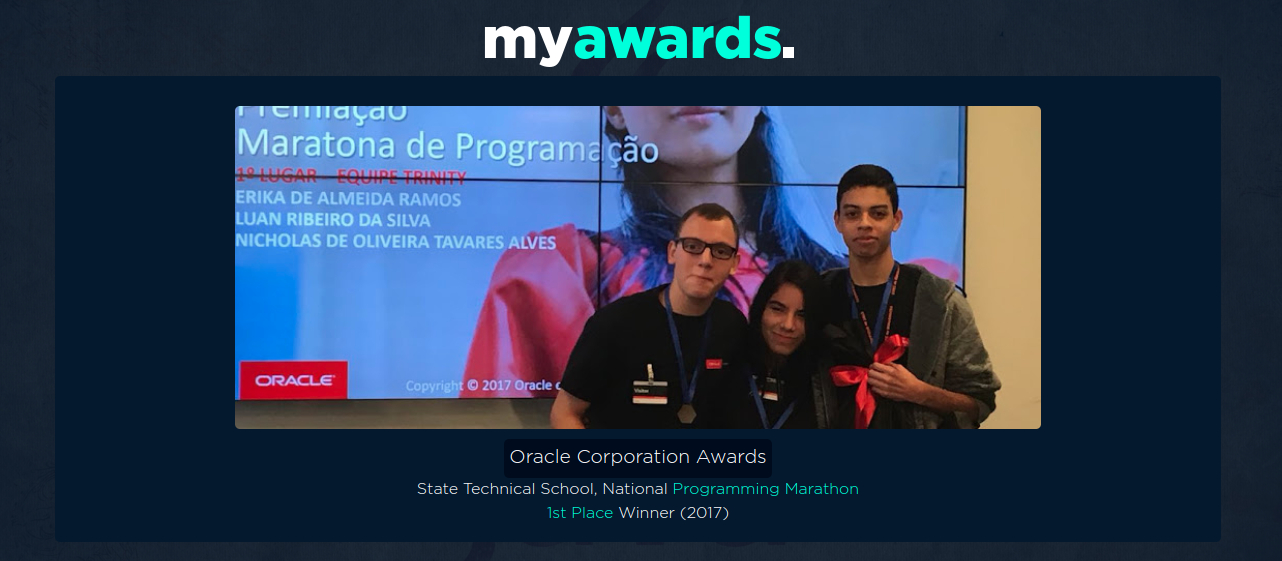 myawards.
Premiação
Maratona de Programação
1º LUGAR - EQUIPE TRINITY
ERIKA DE ALMEIDA RAMOS
LUAN RIBEIRO DA SILVA
NICHOLAS DE OLIVEIRA TAVARES ALVES
ORACLE
Copyright © 2017 Oracle
Visitor
Oracle Corporation Awards
State Technical School, National Programming Marathon
1st Place Winner (2017)